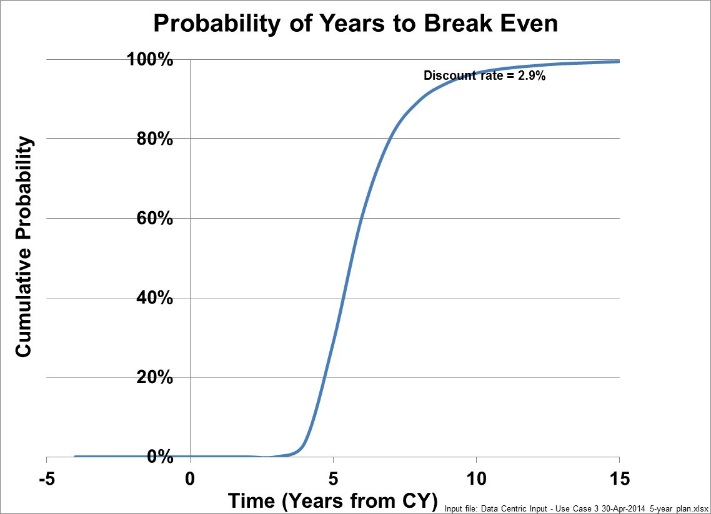 Probability of Years to Break Even
100%
Discount rate = 2.9%
80%
60%
40%
20%
0%
Cumulative Probability
-5 0 5 10 15
Time (Years from CY)
Input file: Data Centric Input - Use Case 3 30-Apr-2014 5-year plan.xlsx